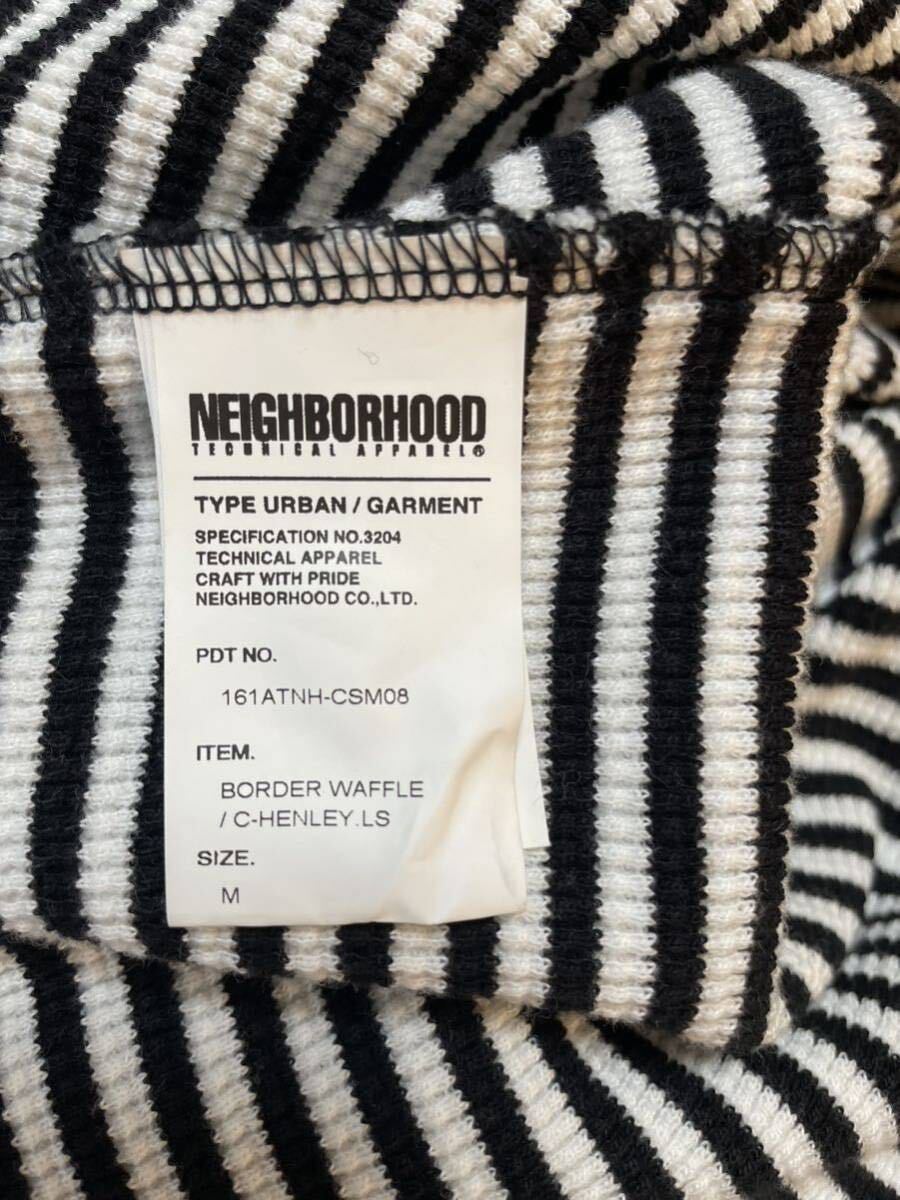 NEIGHBORHOOD
TECHNICAL APPAREL®
TYPE URBAN / GARMENT
SPECIFICATION NO.3204
TECHNICAL APPAREL
CRAFT WITH PRIDE
NEIGHBORHOOD CO.,LTD.
PDT NO.
161ATNH-CSM08
ITEM.
BORDER WAFFLE
/ C-HENLEY.LS
SIZE.
M